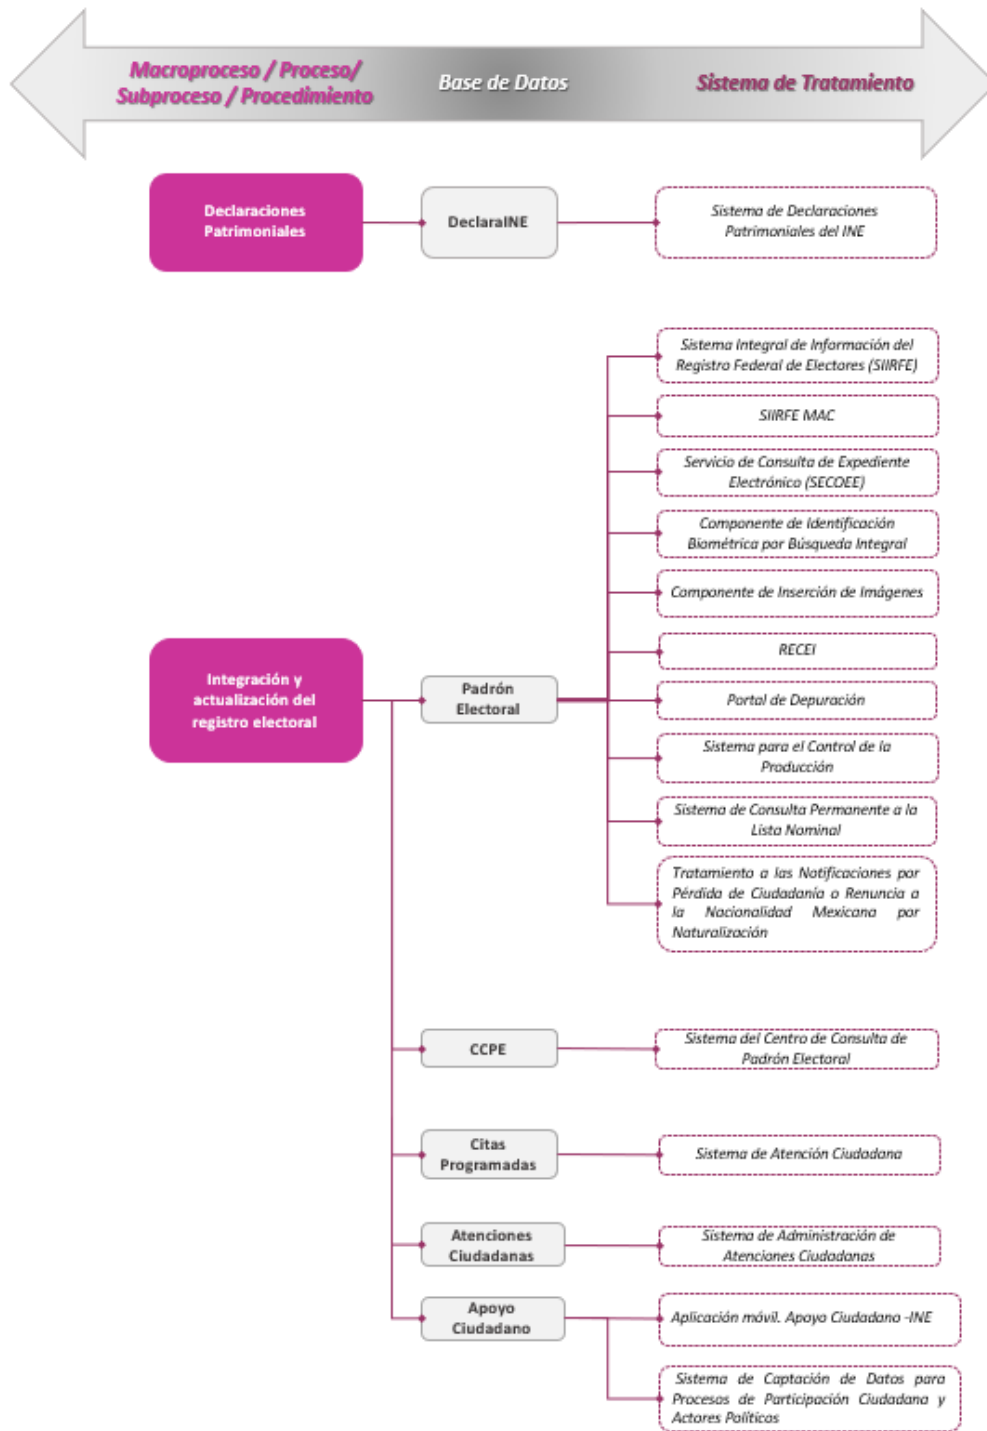 Macroproceso / Proceso/
Subproceso / Procedimiento
Base de Datos
Sistema de Tratamiento
Declaraciones
Patrimoniales
DeclaraINE
Sistema de Declaraciones
Patrimoniales del INE
Integración y
actualización del
registro electoral
Padrón
Electoral
Sistema Integral de Información del
Registro Federal de Electores (SIIRFE)
SIIRFE MAC
Servicio de Consulta de Expediente
Electrónico (SECOEE)
Componente de Identificación
Biométrica por Búsqueda Integral
Componente de Inserción de Imágenes
RECEI
Portal de Depuración
Sistema para el Control de la
Producción
Sistema de Consulta Permanente a la
Lista Nominal
Tratamiento a las Notificaciones por
Pérdida de Ciudadanía o Renuncia a
la Nacionalidad Mexicana por
Naturalización
CCPE
Sistema del Centro de Consulta de
Padrón Electoral
Citas
Programadas
Sistema de Atención Ciudadana
Atenciones
Ciudadanas
Sistema de Administración de
Atenciones Ciudadanas
Apoyo
Ciudadano
Aplicación móvil. Apoyo Ciudadano -INE
Sistema de Captación de Datos para
Procesos de Participación Ciudadana y
Actores Políticos